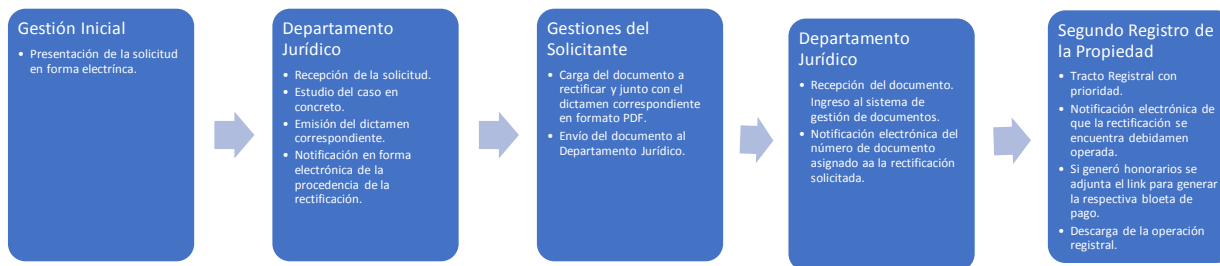 Gestión Inicial
• Presentación de la solicitud
en forma electrínca.
Departamento
Jurídico
• Recepción de la solicitud.
• Estudio del caso en
concreto.
• Emisión del dictamen
correspondiente.
• Notificación en forma
electrónica de la
procedencia de la
rectificación.
Gestiones del
Solicitante
• Carga del documento a
rectificar y junto con el
dictamen correspondiente
en formato PDF.
• Envío del documento al
Departamento Jurídico.
Departamento
Jurídico
• Recepción del documento.
Ingreso al sistema de
gestión de documentos.
• Notificación electrónica del
número de documento
asignado aa la rectificación
solicitada.
Segundo Registro de
la Propiedad
• Tracto Registral con
prioridad.
• Notificación electrónica de
que la rectificación se
encuentra debidamen
operada.
• Si generó honorarios se
adjunta el link para generar
la respectiva bloeta de
pago.
• Descarga de la operación
registral.